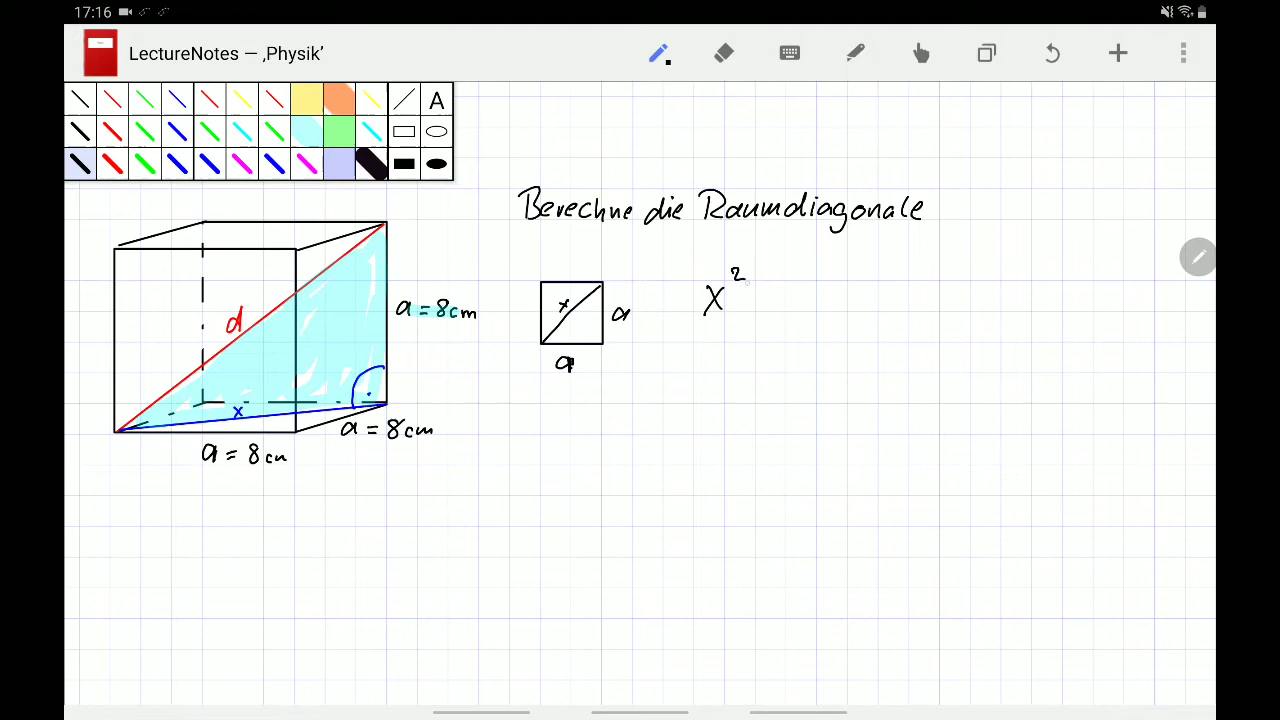 17:16
LectureNotes — ‚Physik’
A
Berechne die Raumdiagonale
x²
x
a
a
d
a = 8cm
x
a = 8cm
a = 8cm